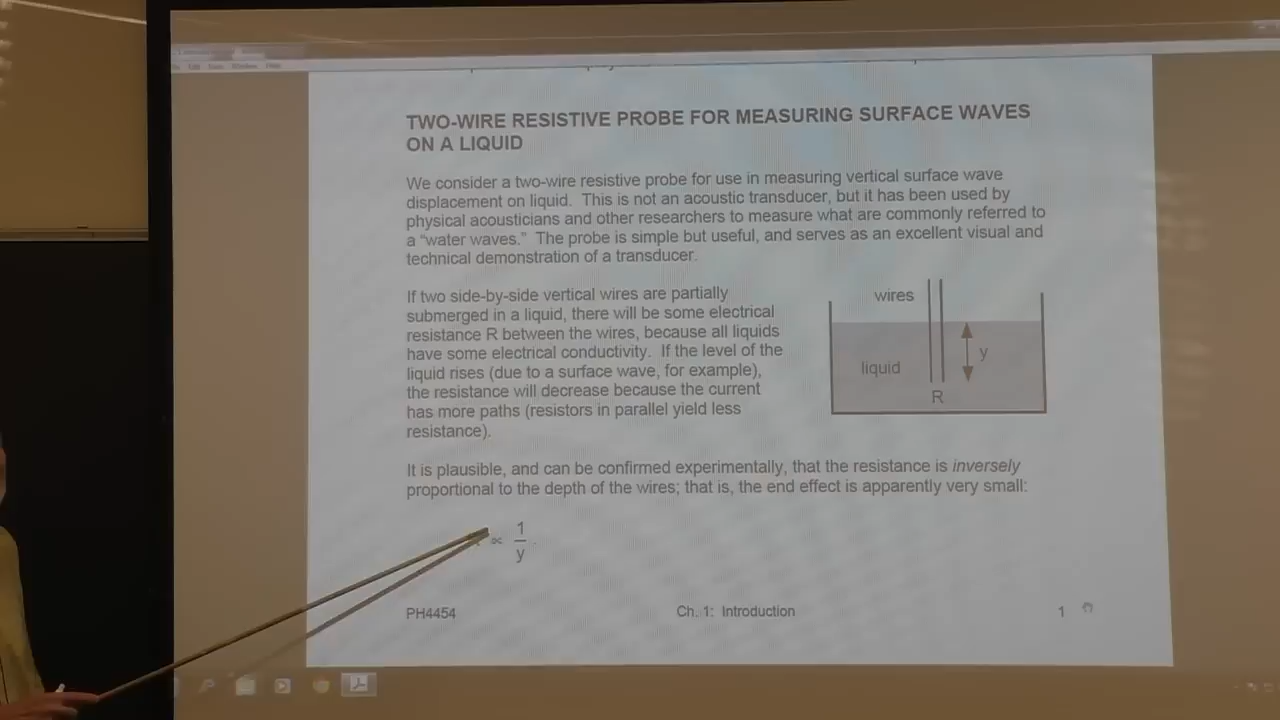 TWO-WIRE RESISTIVE PROBE FOR MEASURING SURFACE WAVES
ON A LIQUID
We consider a two-wire resistive probe for use in measuring vertical surface wave
displacement on liquid. This is not an acoustic transducer, but it has been used by
physical acousticians and other researchers to measure what are commonly referred to
a “water waves.” The probe is simple but useful, and serves as an excellent visual and
technical demonstration of a transducer.
If two side-by-side vertical wires are partially
submerged in a liquid, there will be some electrical
resistance R between the wires, because all liquids
have some electrical conductivity. If the level of the
liquid rises (due to a surface wave, for example),
the resistance will decrease because the current
has more paths (resistors in parallel yield less
resistance).
wires
y
liquid
R
It is plausible, and can be confirmed experimentally, that the resistance is inversely
proportional to the depth of the wires; that is, the end effect is apparently very small:
∝ 1/y
PH4454 Ch. 1: Introduction 1